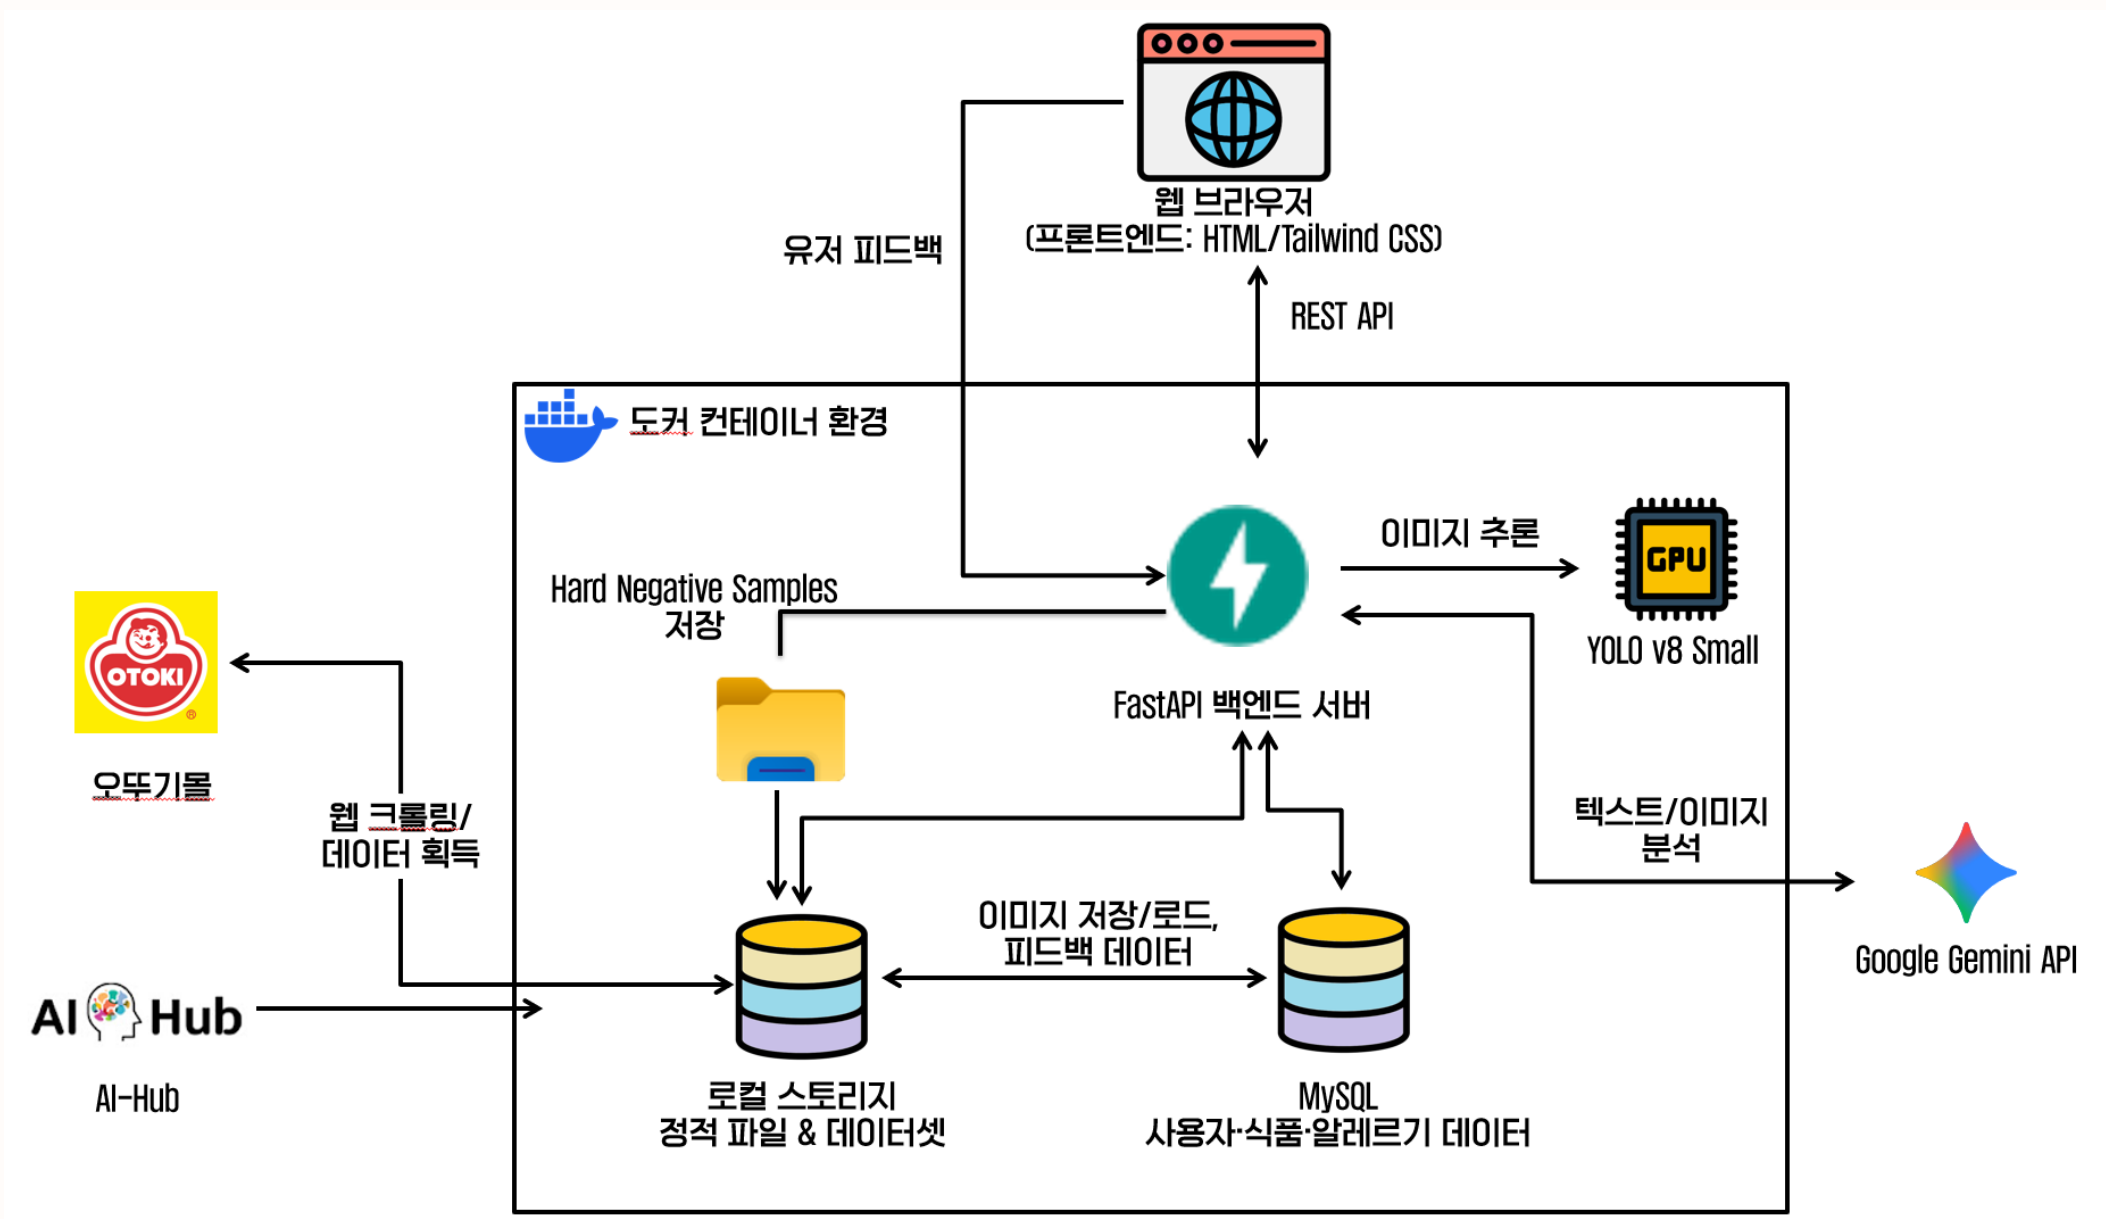 웹 브라우저
(프론트엔드: HTML/Tailwind CSS)
유저 피드백
REST API
도커 컨테이너 환경
이미지 추론
GPU
YOLO v8 Small
Hard Negative Samples
저장
OTOKI
®
오뚜기몰
FastAPI 백엔드 서버
웹 크롤링/
데이터 획득
텍스트/이미지
분석
이미지 저장/로드,
피드백 데이터
Google Gemini API
AI Hub
AI-Hub
로컬 스토리지
정적 파일 & 데이터셋
MySQL
사용자·식품·알레르기 데이터